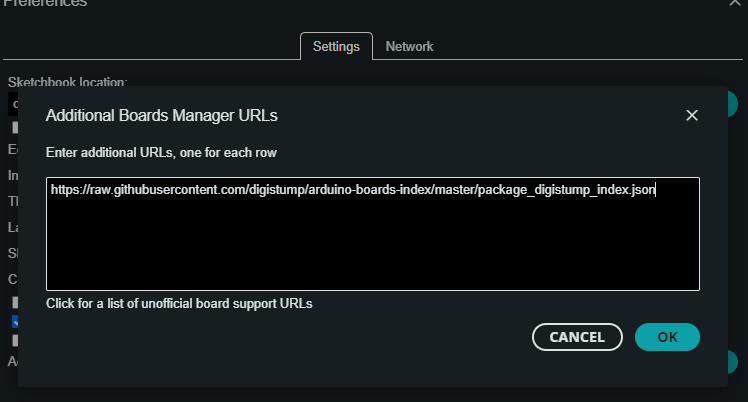 Preferences
Settings
Network
Sketchbook location:
Additional Boards Manager URLs
Enter additional URLs, one for each row
https://raw.githubusercontent.com/digistump/arduino-boards-index/master/package_digistump_index.json
Click for a list of unofficial board support URLs
CANCEL
OK